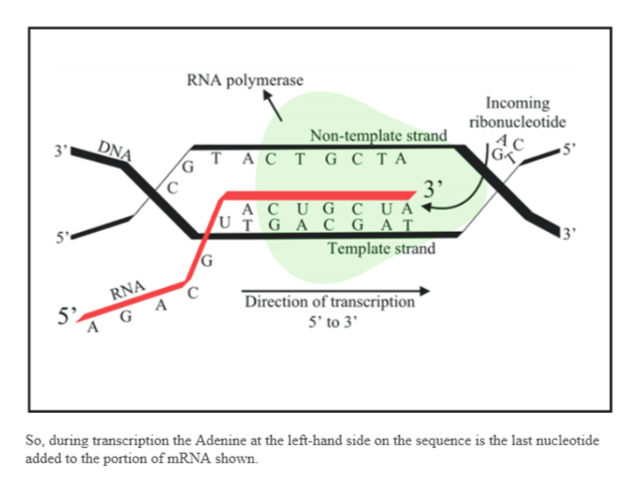 RNA polymerase
Incoming
ribonucleotide
Non-template strand
3’
DNA
C
G T A C T G C T A
G A T C
5’
3’
A C U G C U A
U T G A C G A T
5’
3’
Template strand
G
RNA
5’
A G A C
Direction of transcription
5’ to 3’
So, during transcription the Adenine at the left-hand side on the sequence is the last nucleotide
added to the portion of mRNA shown.